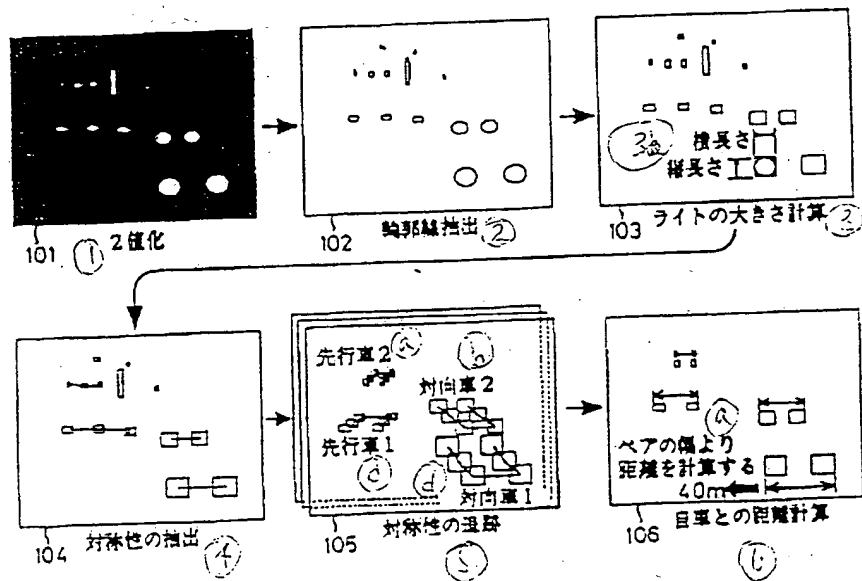 101 ① 2値化
102 輪郭線抽出 ②
3a 横長さ
縦長さ
103 ライトの大きさ計算 ③
104 対称性の抽出 ④
先行車2 a
b
対向車2
先行車1
c d
対向車1
105 対称性の追跡 ⑤
a
ペアの幅より
距離を計算する
40m
106 自車との距離計算 ⑥